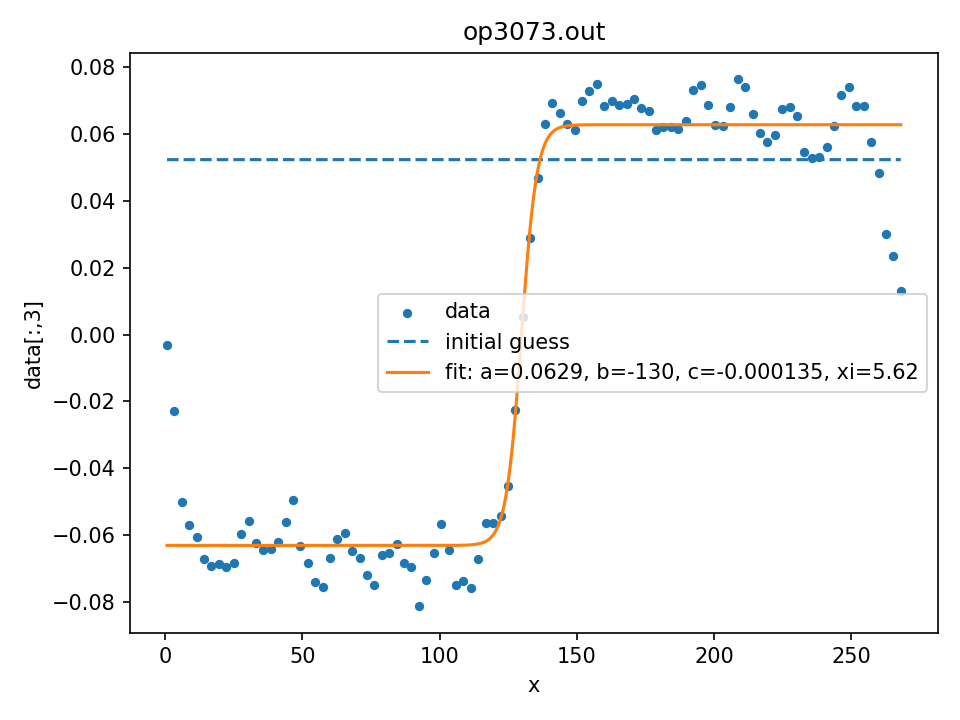 op3073.out
0.08
0.06
0.04
0.02
0.00
−0.02
−0.04
−0.06
−0.08
data[:,3]
data
initial guess
fit: a=0.0629, b=-130, c=-0.000135, xi=5.62
0 50 100 150 200 250
x